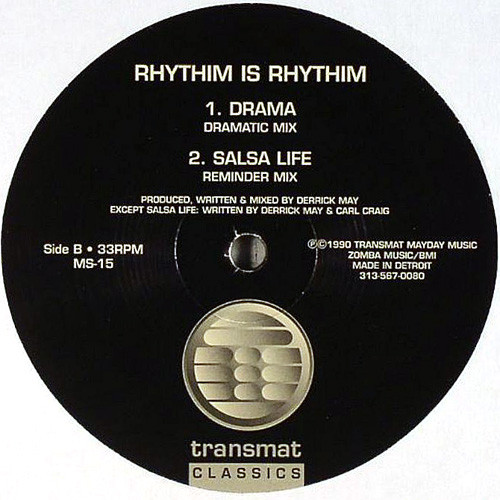 RHYTHIM IS RHYTHIM
1. DRAMA
DRAMATIC MIX
2. SALSA LIFE
REMINDER MIX
PRODUCED, WRITTEN & MIXED BY DERRICK MAY
EXCEPT SALSA LIFE: WRITTEN BY DERRICK MAY & CARL CRAIG
Side B • 33RPM
MS-15
℗©1990 TRANSMAT MAYDAY MUSIC
ZOMBA MUSIC/BMI
MADE IN DETROIT
313-567-0080
transmat
CLASSICS